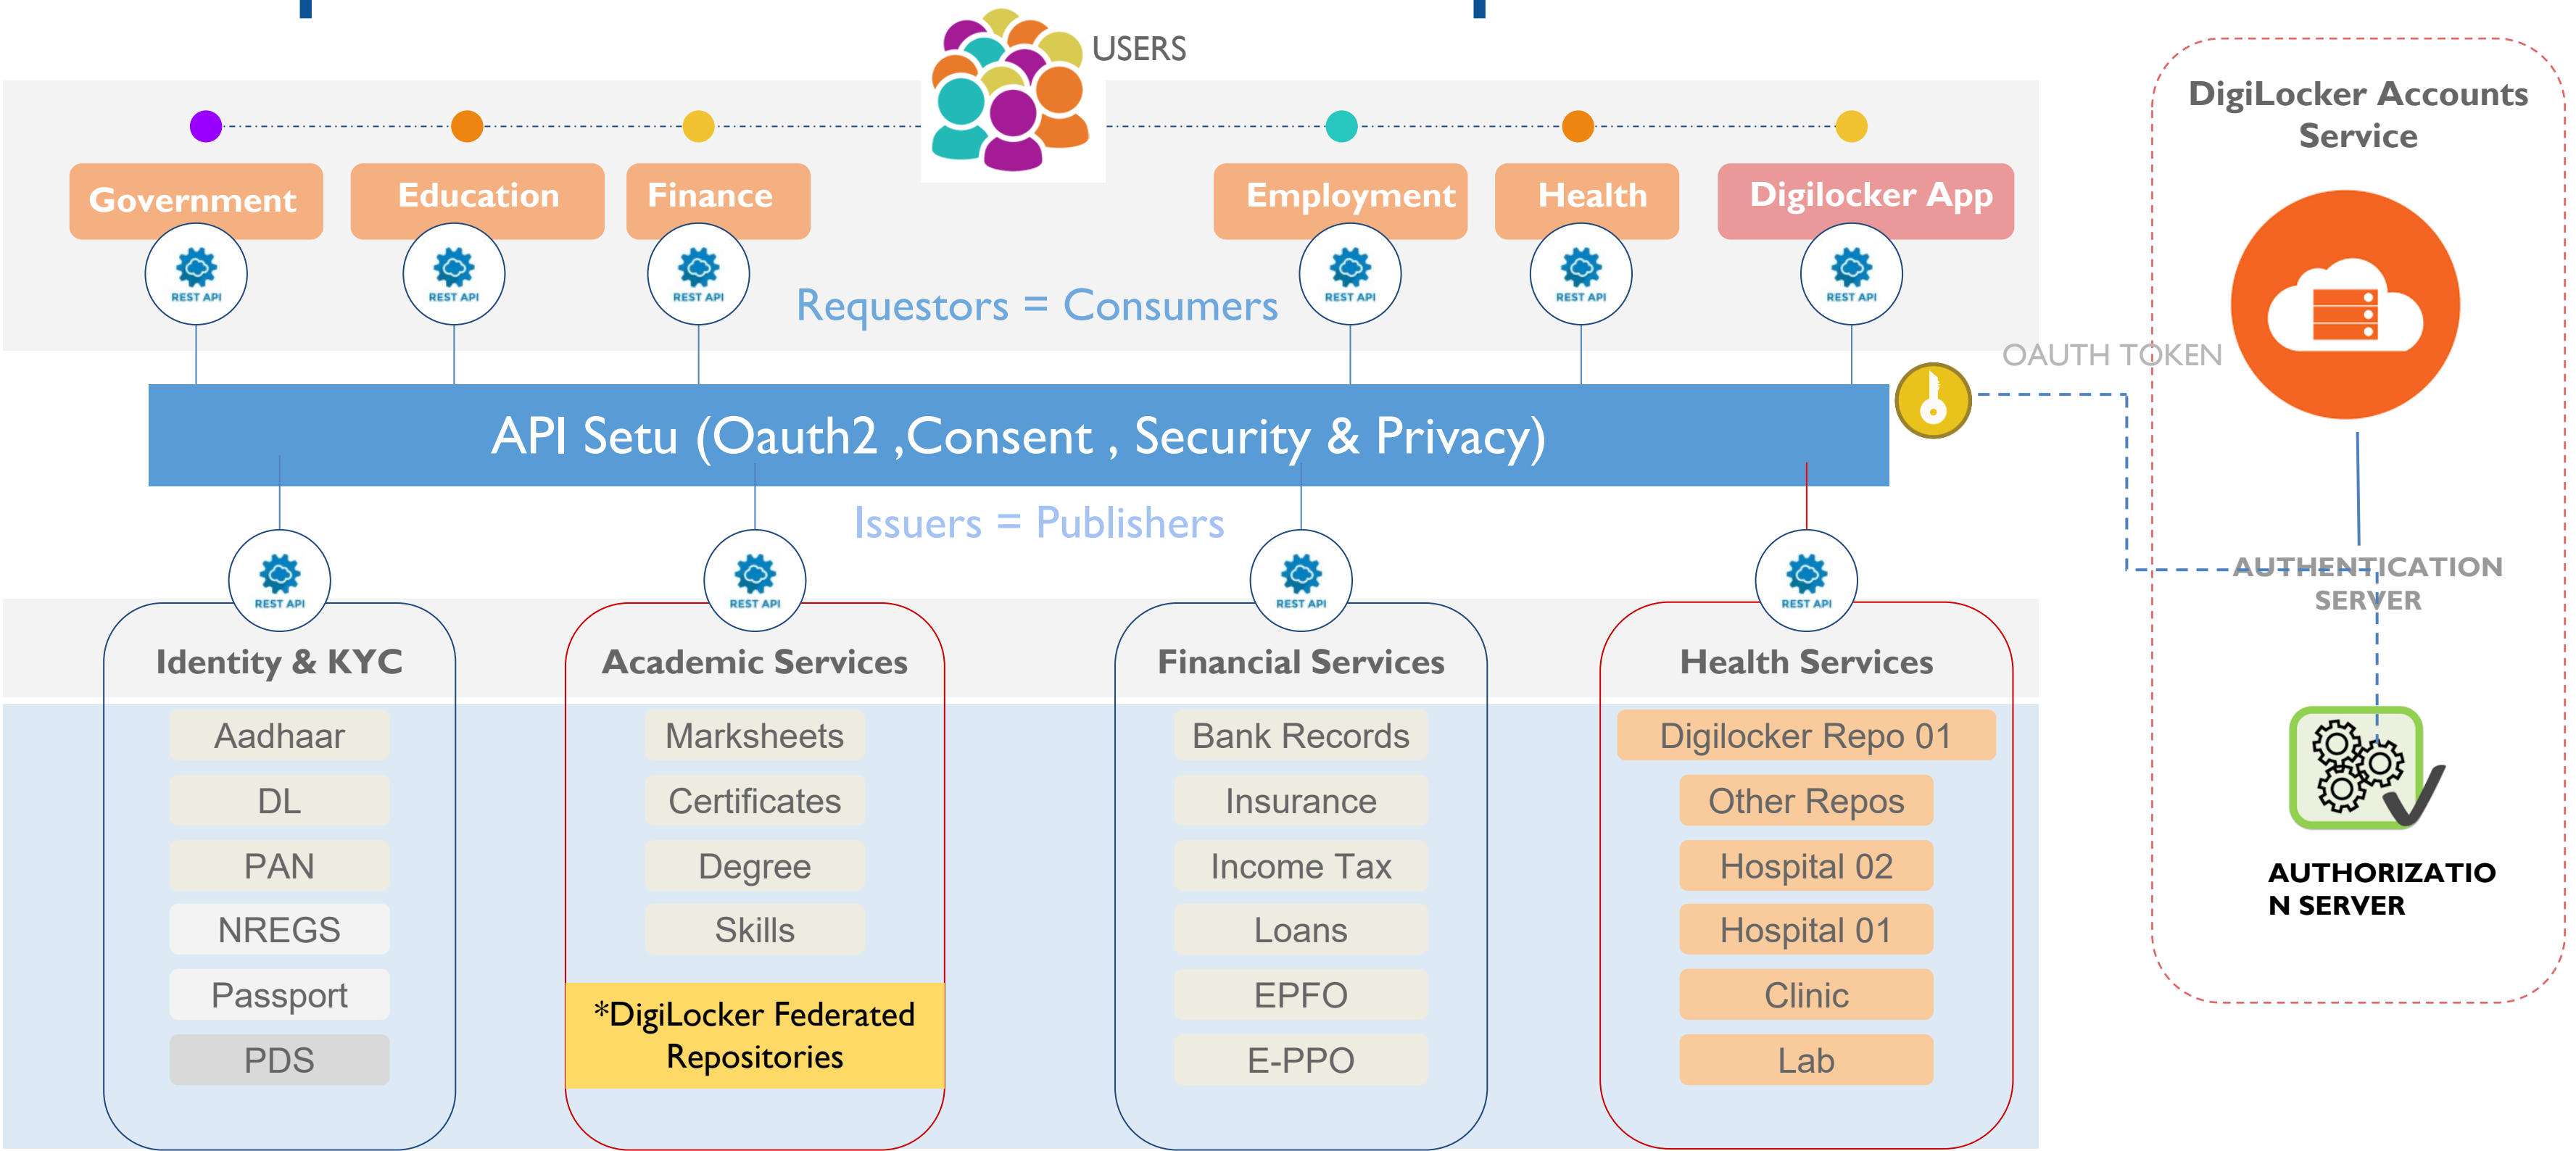 USERS
Government
Education
Finance
Employment
Health
Digilocker App
REST API
REST API
REST API
REST API
REST API
REST API
Requestors = Consumers
API Setu (Oauth2 ,Consent , Security & Privacy)
OAUTH TOKEN
Issuers = Publishers
REST API
REST API
REST API
REST API
Identity & KYC
Aadhaar
DL
PAN
NREGS
Passport
PDS
Academic Services
Marksheets
Certificates
Degree
Skills
*DigiLocker Federated
Repositories
Financial Services
Bank Records
Insurance
Income Tax
Loans
EPFO
E-PPO
Health Services
Digilocker Repo 01
Other Repos
Hospital 02
Hospital 01
Clinic
Lab
DigiLocker Accounts
Service
AUTHENTICATION
SERVER
AUTHORIZATIO
N SERVER